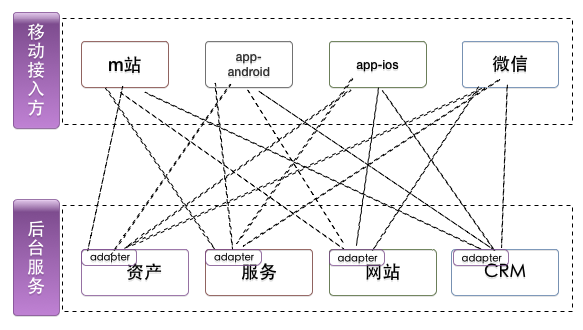 移动接入方
m站
app-
android
app-ios
微信
后台服务
adapter
资产
adapter
服务
adapter
网站
adapter
CRM